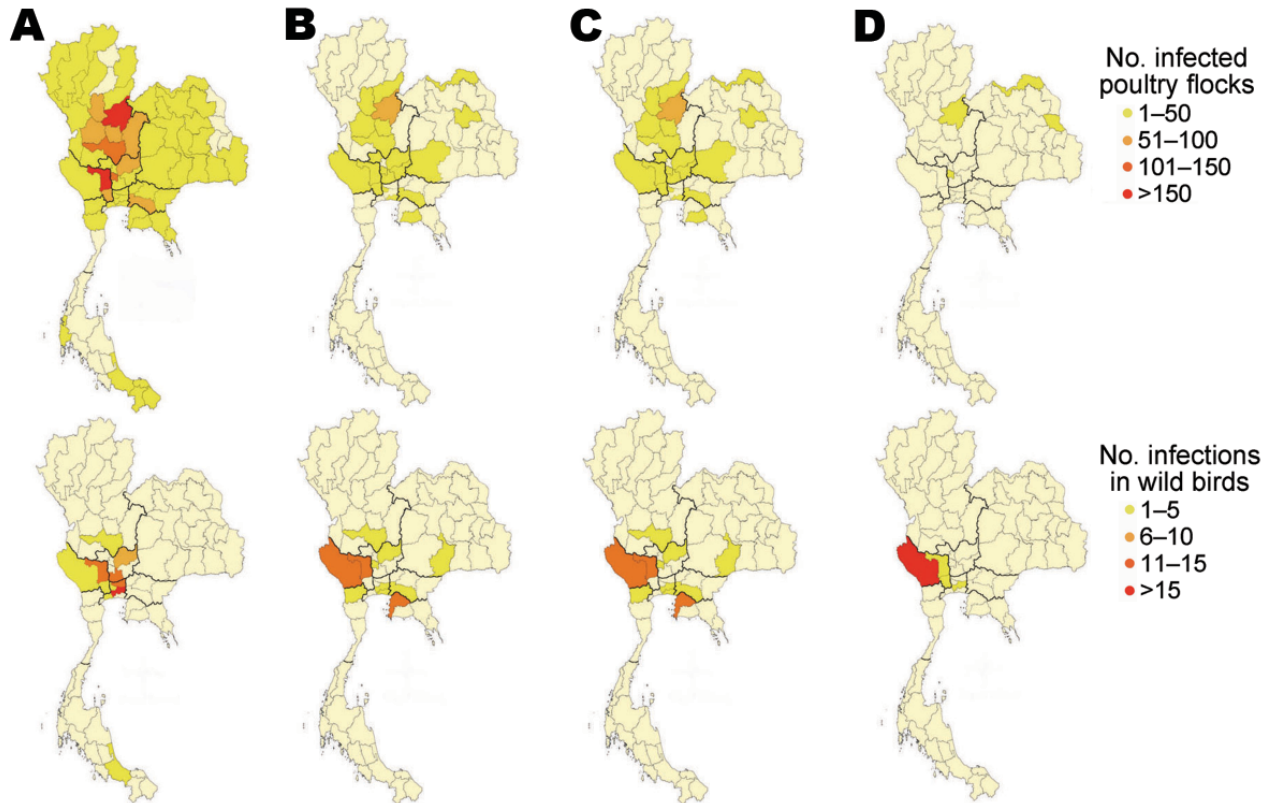 A B C D
No. infected
poultry flocks
1–50
51–100
101–150
>150
No. infections
in wild birds
1–5
6–10
11–15
>15